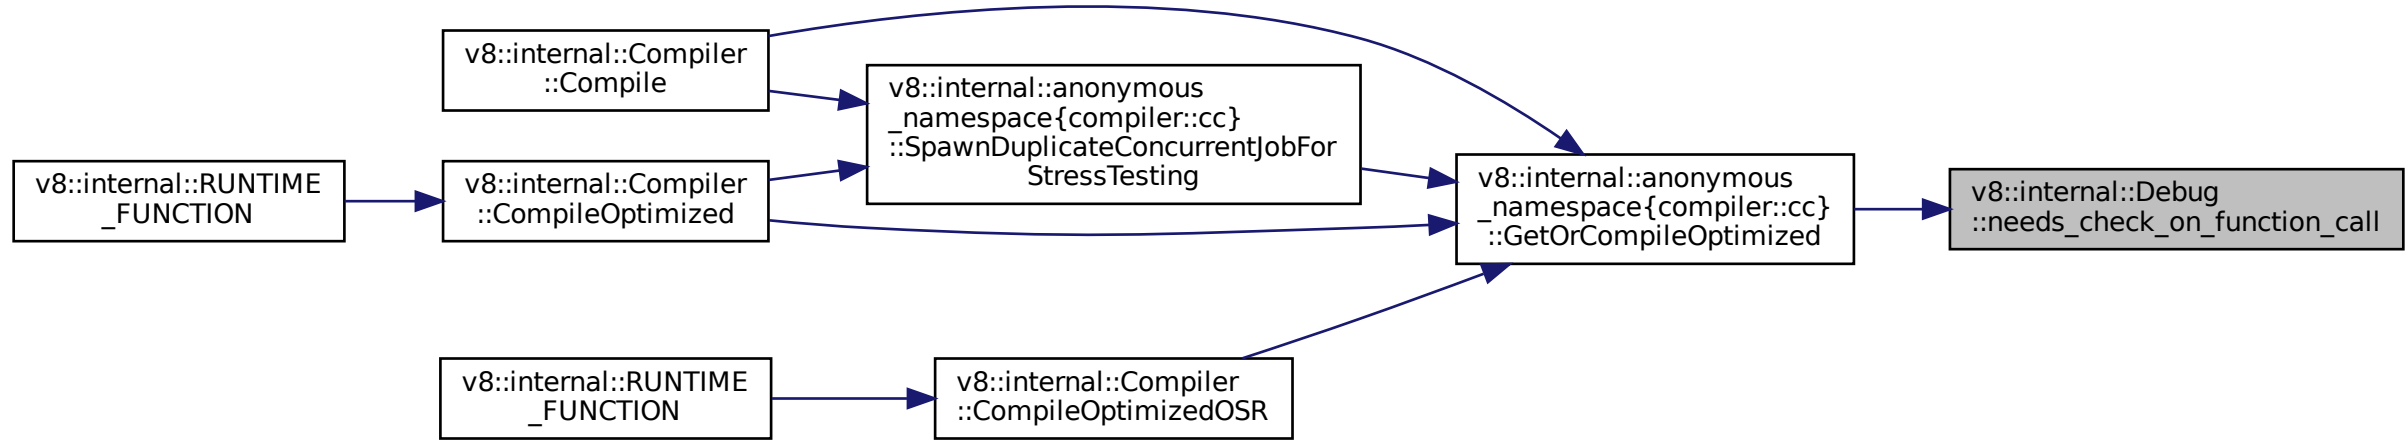 v8::internal::Compiler
::Compile
v8::internal::anonymous
_namespace{compiler::cc}
::SpawnDuplicateConcurrentJobFor
StressTesting
v8::internal::RUNTIME
_FUNCTION
v8::internal::Compiler
::CompileOptimized
v8::internal::anonymous
_namespace{compiler::cc}
::GetOrCompileOptimized
v8::internal::Debug
::needs_check_on_function_call
v8::internal::RUNTIME
_FUNCTION
v8::internal::Compiler
::CompileOptimizedOSR